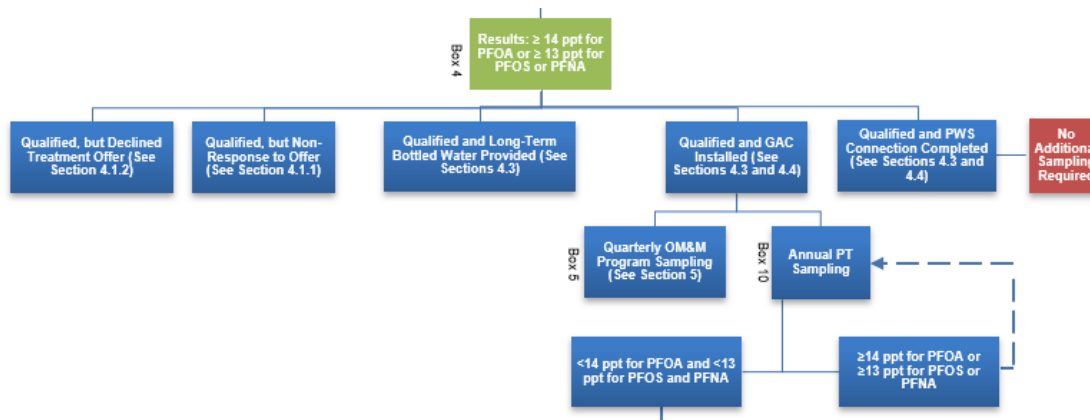 Box 4
Results: ≥ 14 ppt for
PFOA or ≥ 13 ppt for
PFOS or PFNA
Qualified, but Declined
Treatment Offer (See
Section 4.1.2)
Qualified, but Non-
Response to Offer
(See Section 4.1.1)
Qualified and Long-Term
Bottled Water Provided (See
Sections 4.3)
Qualified and GAC
Installed (See
Sections 4.3 and 4.4)
Qualified and PWS
Connection Completed
(See Sections 4.3 and
4.4)
No
Additional
Sampling
Required
Box 5
Quarterly OM&M
Program Sampling
(See Section 5)
Box 10
Annual PT
Sampling
<14 ppt for PFOA and <13
ppt for PFOS and PFNA
≥14 ppt for PFOA or
≥13 ppt for PFOS or
PFNA